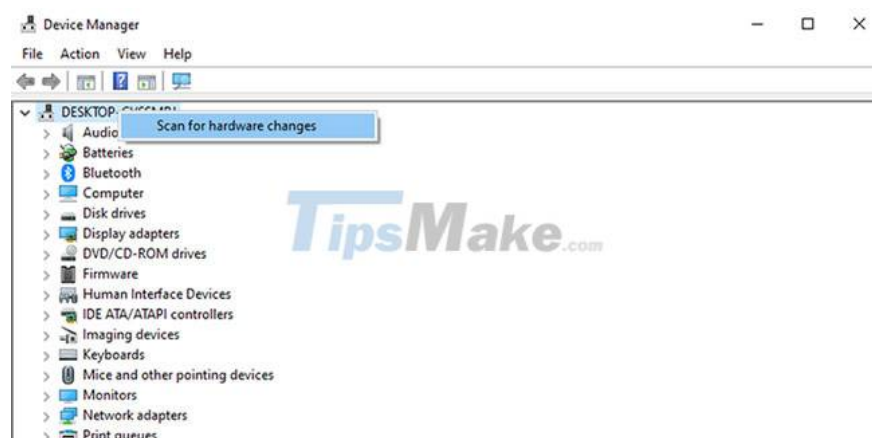 Device Manager
File Action View Help
DESKTOP-
Scan for hardware changes
Audio
Batteries
Bluetooth
Computer
Disk drives
Display adapters
TipsMake.com
DVD/CD-ROM drives
Firmware
Human Interface Devices
IDE ATA/ATAPI controllers
Imaging devices
Keyboards
Mice and other pointing devices
Monitors
Network adapters
Print queues